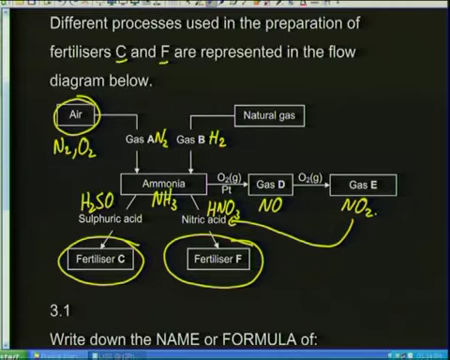 Different processes used in the preparation of
fertilisers C and F are represented in the flow
diagram below.
Air
Natural gas
N₂,O₂
Gas A N₂
Gas B H₂
Ammonia
NH₃
O₂(g)
Pt
Gas D
NO
O₂(g)
Gas E
NO₂.
H₂SO
Sulphuric acid
HNO₃
Nitric acid
Fertiliser C
Fertiliser F
3.1
Write down the NAME or FORMULA of:
start